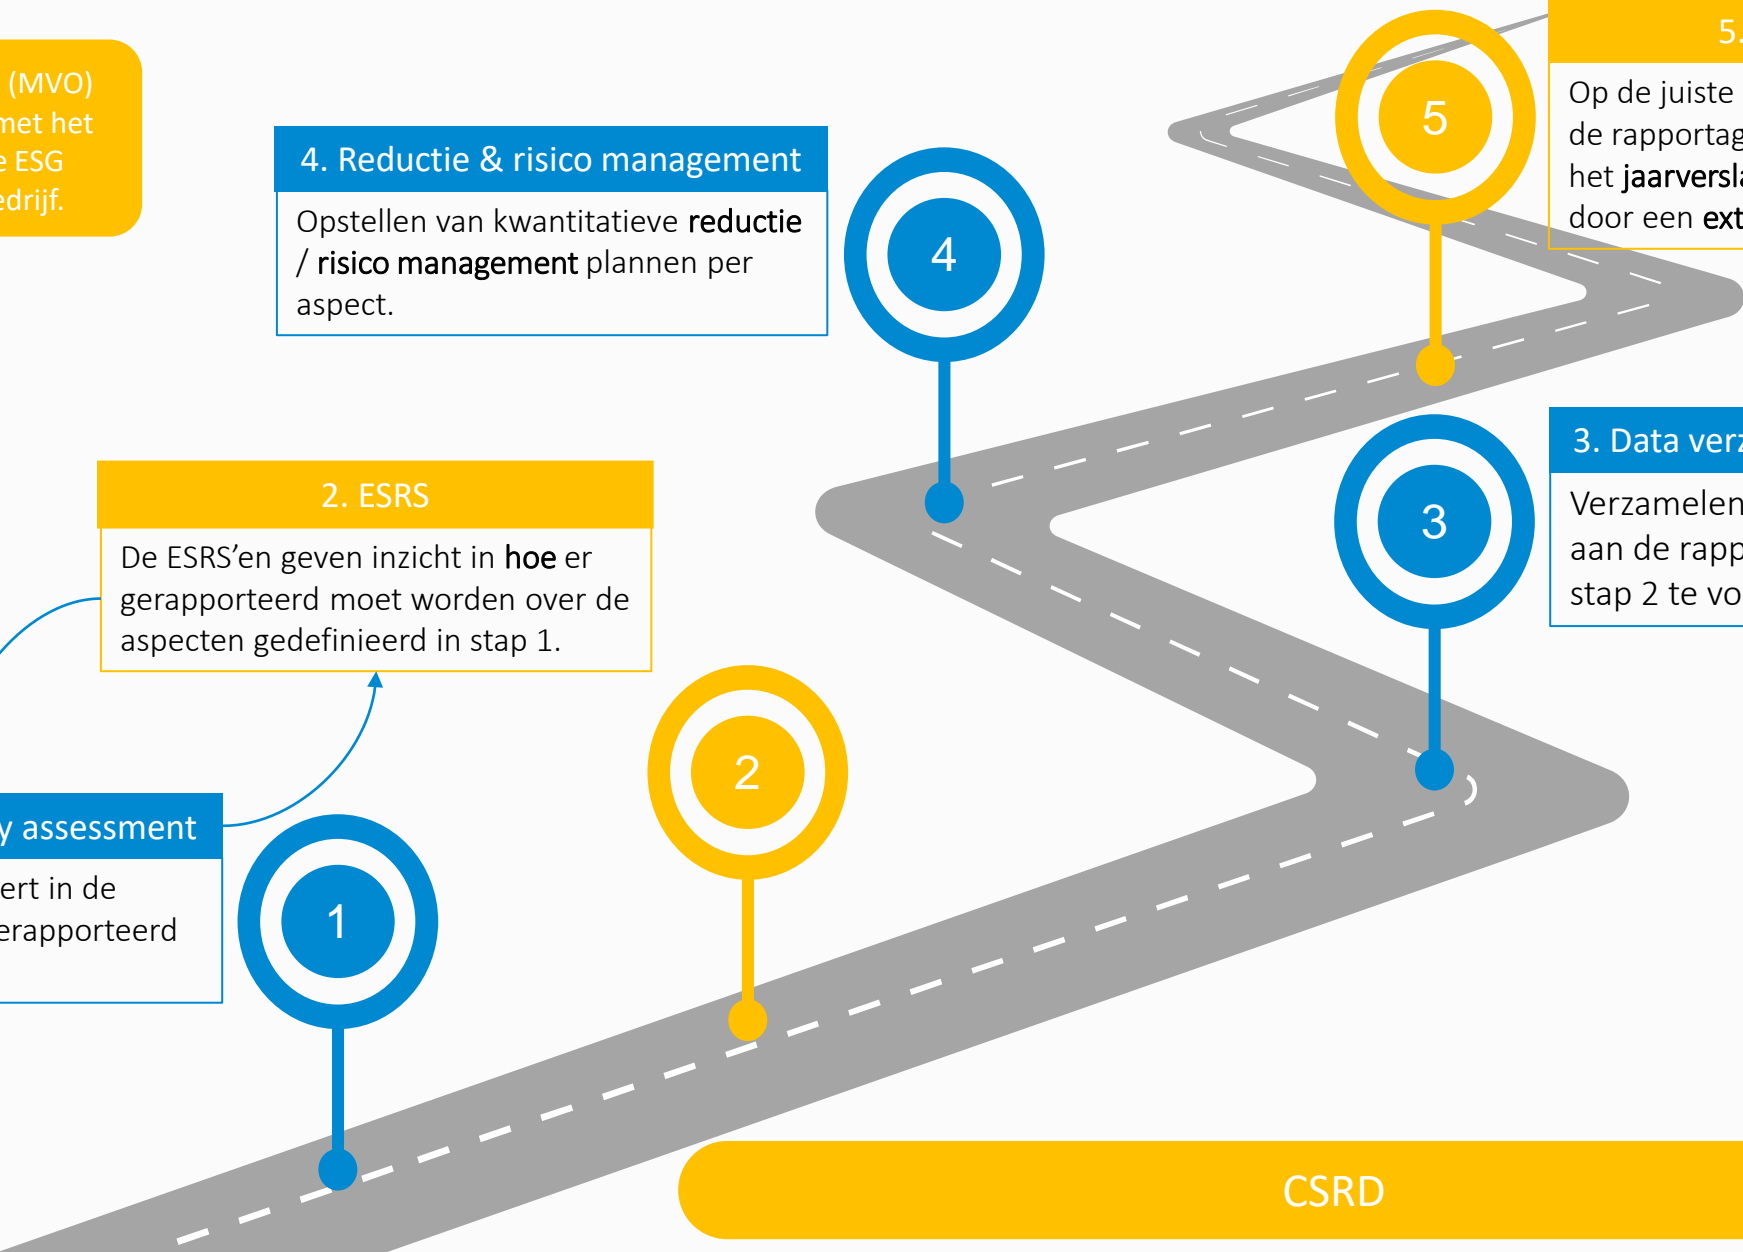 (MVO)
met het
e ESG
edrijf.
4. Reductie & risico management
Opstellen van kwantitatieve reductie
/ risico management plannen per
aspect.
4
5
5.
Op de juiste
de rapportag
het jaarversla
door een ext
2. ESRS
De ESRS’en geven inzicht in hoe er
gerapporteerd moet worden over de
aspecten gedefinieerd in stap 1.
3
3. Data verz
Verzamelen
aan de rapp
stap 2 te vo
2
y assessment
ert in de
erapporteerd
1
CSRD